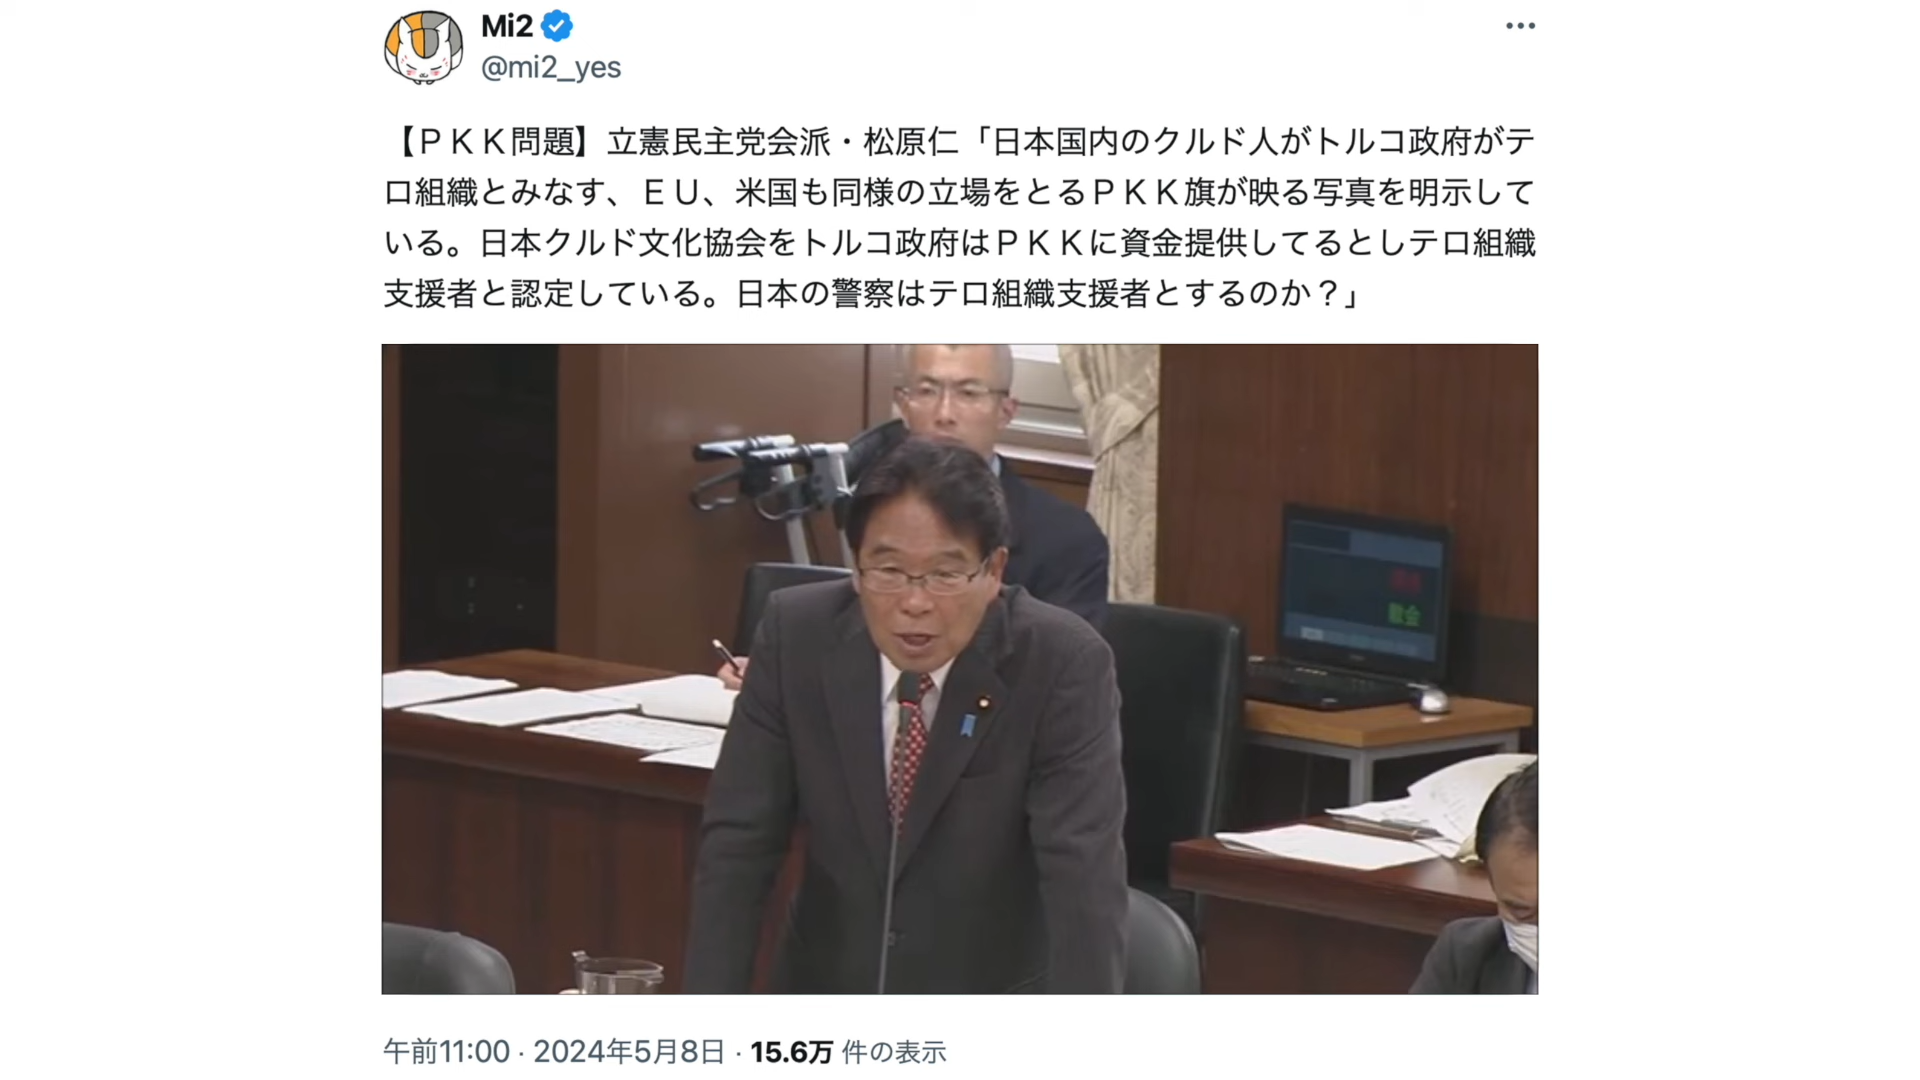 Mi2
@mi2_yes
【ＰＫＫ問題】立憲民主党会派・松原仁「日本国内のクルド人がトルコ政府がテ
ロ組織とみなす、ＥＵ、米国も同様の立場をとるＰＫＫ旗が映る写真を明示して
いる。日本クルド文化協会をトルコ政府はＰＫＫに資金提供してるとしテロ組織
支援者と認定している。日本の警察はテロ組織支援者とするのか？」
散会
午前11:00 · 2024年5月8日 · 15.6万 件の表示